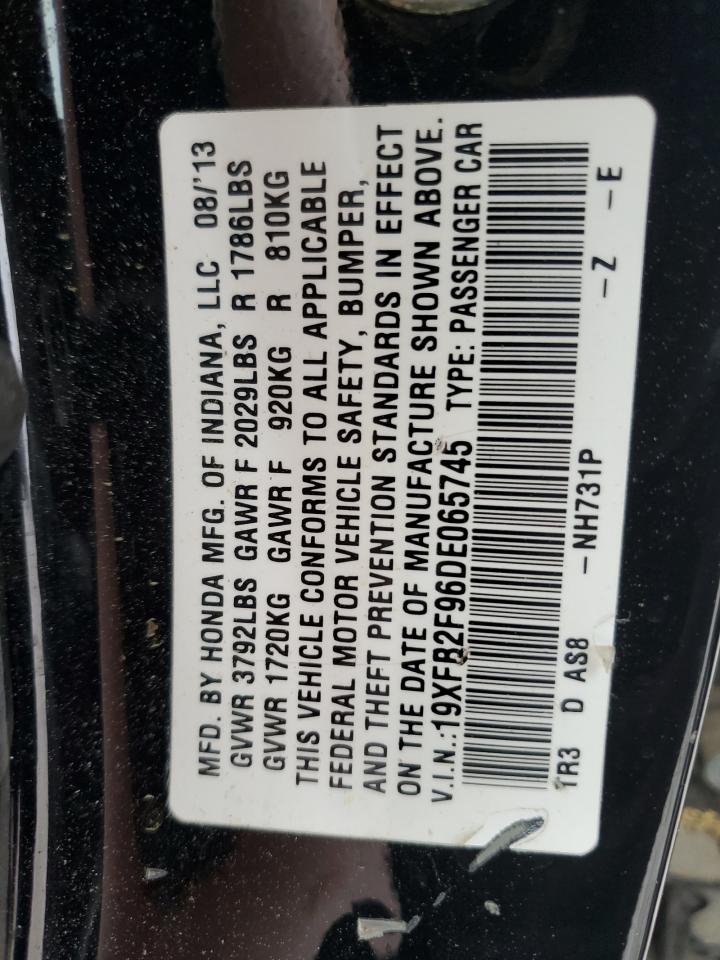 MFD. BY HONDA MFG. OF INDIANA, LLC 08/'13
GVWR 3792LBS GAWR F 2029LBS R 1786LBS
GVWR 1720KG GAWR F 920KG R 810KG
THIS VEHICLE CONFORMS TO ALL APPLICABLE
FEDERAL MOTOR VEHICLE SAFETY, BUMPER,
AND THEFT PREVENTION STANDARDS IN EFFECT
ON THE DATE OF MANUFACTURE SHOWN ABOVE.
V.I.N.:19XFB2F96DE065745 TYPE: PASSENGER CAR
TR3 D AS8 -NH731P -Z -E